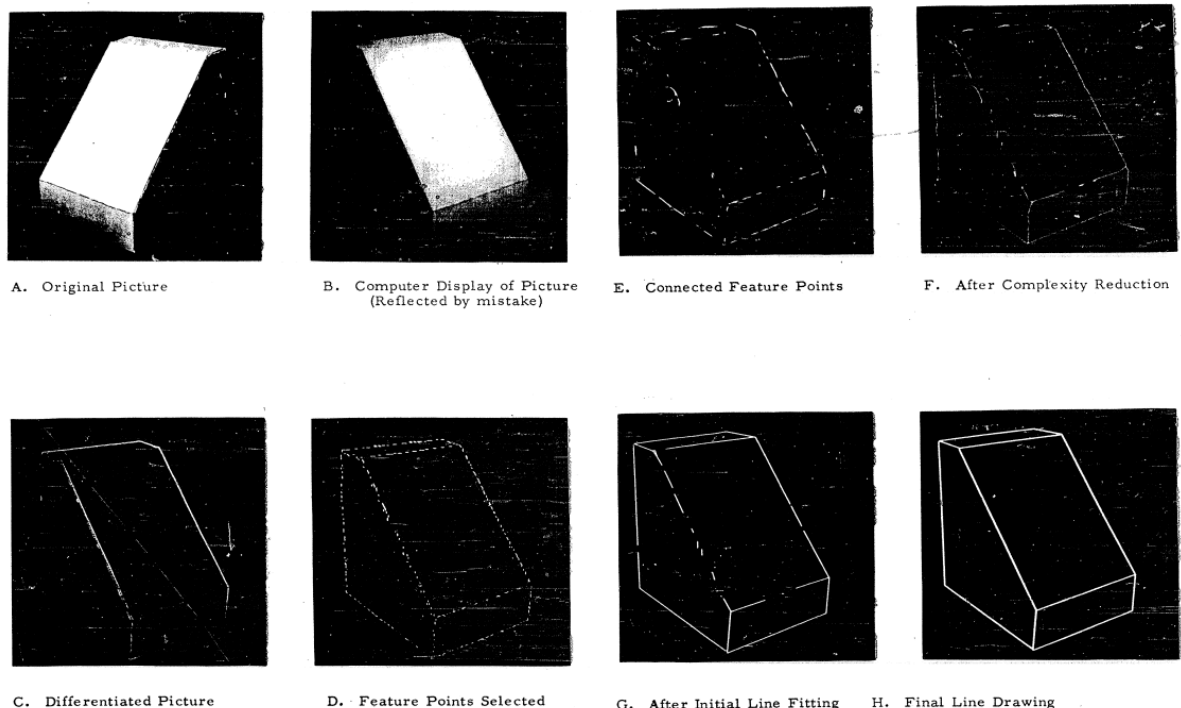 A. Original Picture
B. Computer Display of Picture
(Reflected by mistake)
E. Connected Feature Points
F. After Complexity Reduction
C. Differentiated Picture
D. Feature Points Selected
G. After Initial Line Fitting
H. Final Line Drawing